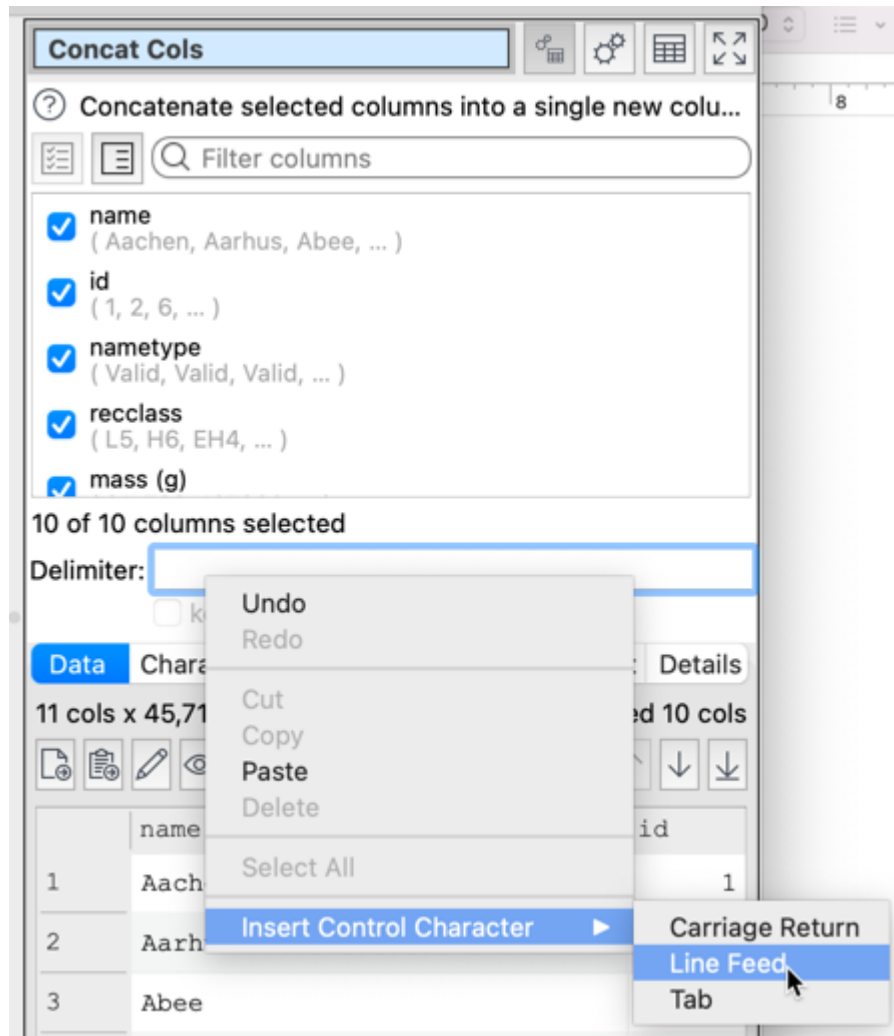 Concat Cols
8
Concatenate selected columns into a single new colu...
Filter columns
name
( Aachen, Aarhus, Abee, ... )
id
( 1, 2, 6, ... )
nametype
( Valid, Valid, Valid, ... )
recclass
( L5, H6, EH4, ... )
mass (g)
10 of 10 columns selected
Delimiter:
Undo
Redo
Data Chara Details
Cut
11 cols x 45,71 ed 10 cols
Copy
Paste
Delete
name id
Select All
1 Aach 1
Insert Control Character
Carriage Return
2 Aarh
Line Feed
Tab
3 Abee